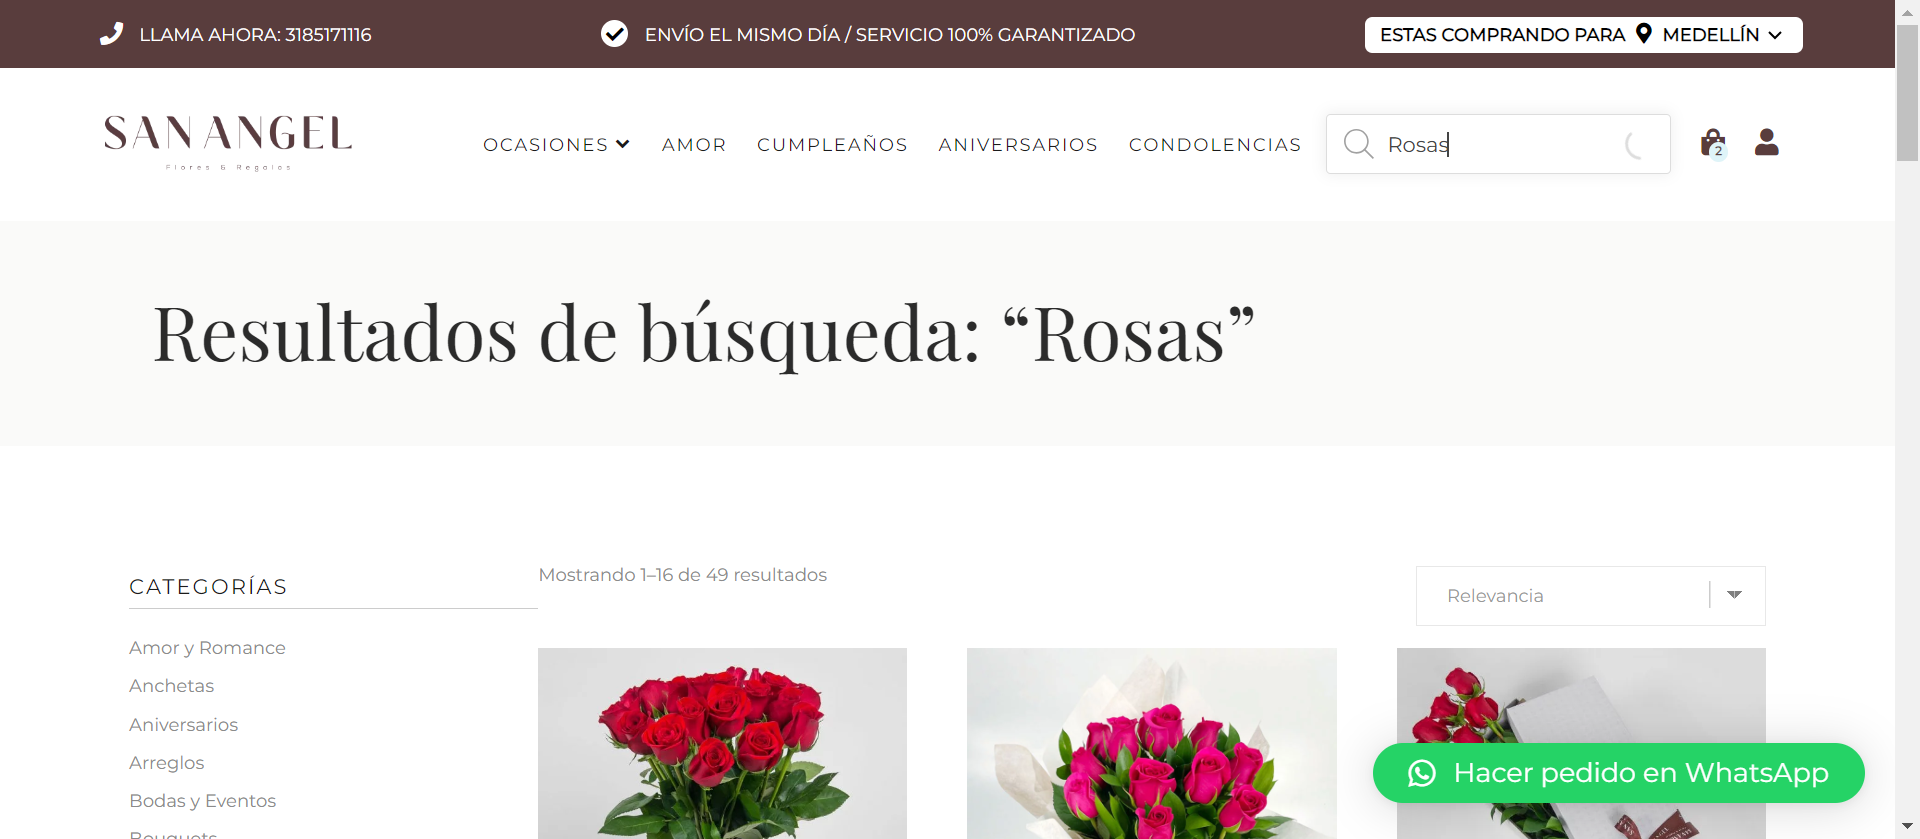 LLAMA AHORA: 3185171116
ENVÍO EL MISMO DÍA / SERVICIO 100% GARANTIZADO
ESTAS COMPRANDO PARA MEDELLÍN
SAN ANGEL
Flores & Regalos
OCASIONES
AMOR
CUMPLEAÑOS
ANIVERSARIOS
CONDOLENCIAS
Rosas
2
Resultados de búsqueda: “Rosas”
CATEGORÍAS
Amor y Romance
Anchetas
Aniversarios
Arreglos
Bodas y Eventos
Bouquets
Mostrando 1–16 de 49 resultados
Relevancia
Hacer pedido en WhatsApp